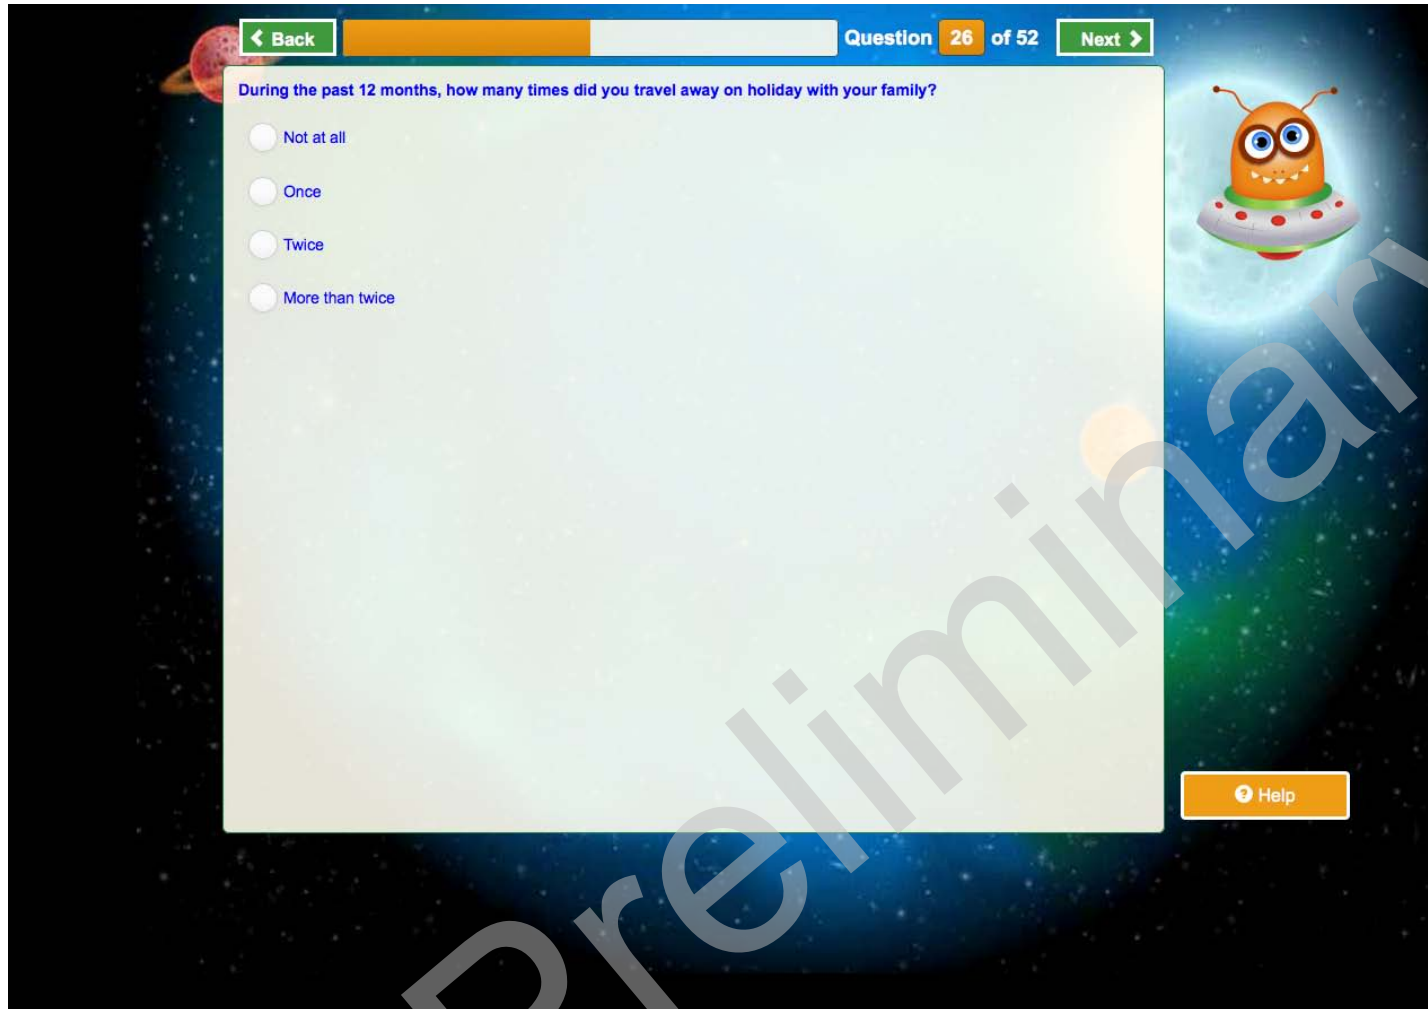 Back
Question 26 of 52
Next
During the past 12 months, how many times did you travel away on holiday with your family?
Not at all
Once
Twice
More than twice
Help
Preliminary